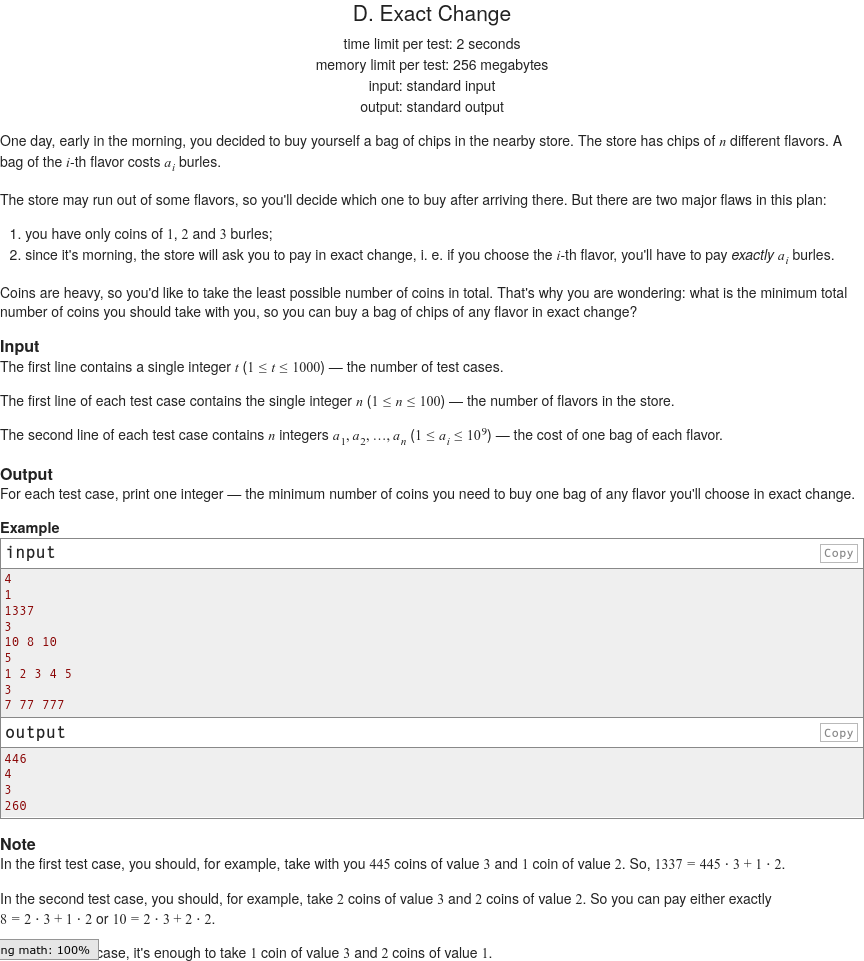 D. Exact Change
time limit per test: 2 seconds
memory limit per test: 256 megabytes
input: standard input
output: standard output
One day, early in the morning, you decided to buy yourself a bag of chips in the nearby store. The store has chips of n different flavors. A
bag of the i-th flavor costs a_i burles.
The store may run out of some flavors, so you'll decide which one to buy after arriving there. But there are two major flaws in this plan:
1. you have only coins of 1, 2 and 3 burles;
2. since it's morning, the store will ask you to pay in exact change, i. e. if you choose the i-th flavor, you'll have to pay exactly a_i burles.
Coins are heavy, so you'd like to take the least possible number of coins in total. That's why you are wondering: what is the minimum total
number of coins you should take with you, so you can buy a bag of chips of any flavor in exact change?
Input
The first line contains a single integer t (1 ≤ t ≤ 1000) — the number of test cases.
The first line of each test case contains the single integer n (1 ≤ n ≤ 100) — the number of flavors in the store.
The second line of each test case contains n integers a_1, a_2, …, a_n (1 ≤ a_i ≤ 10^9) — the cost of one bag of each flavor.
Output
For each test case, print one integer — the minimum number of coins you need to buy one bag of any flavor you'll choose in exact change.
Example
input Copy
4
1
1337
3
10 8 10
5
1 2 3 4 5
3
7 77 777
output Copy
446
4
3
260
Note
In the first test case, you should, for example, take with you 445 coins of value 3 and 1 coin of value 2. So, 1337 = 445 · 3 + 1 · 2.
In the second test case, you should, for example, take 2 coins of value 3 and 2 coins of value 2. So you can pay either exactly
8 = 2 · 3 + 1 · 2 or 10 = 2 · 3 + 2 · 2.
ng math: 100% case, it's enough to take 1 coin of value 3 and 2 coins of value 1.